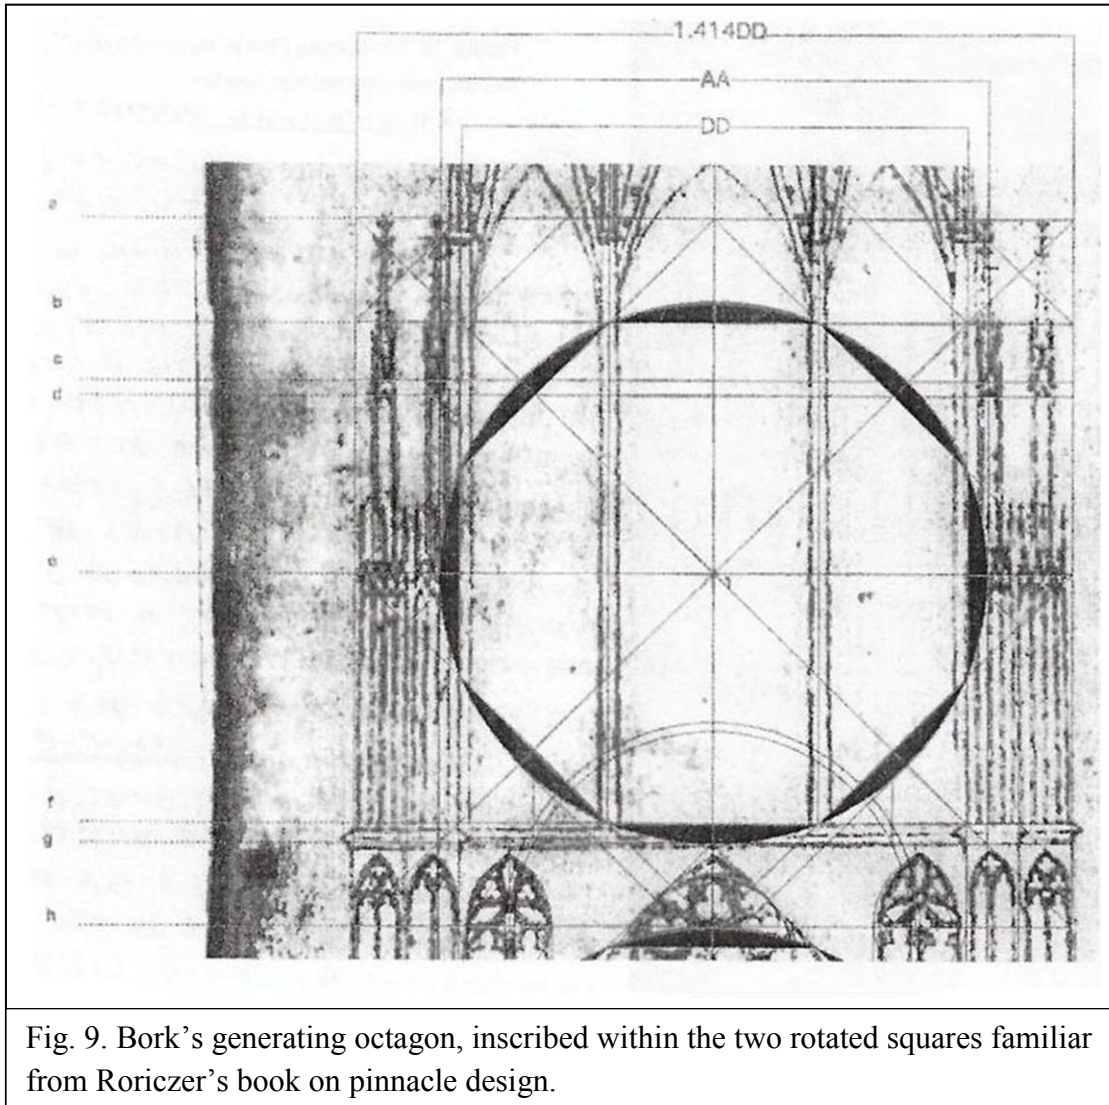 1.414DD
AA
DD
a
b
c
d
e
f
g
h
Fig. 9. Bork’s generating octagon, inscribed within the two rotated squares familiar
from Roriczer’s book on pinnacle design.